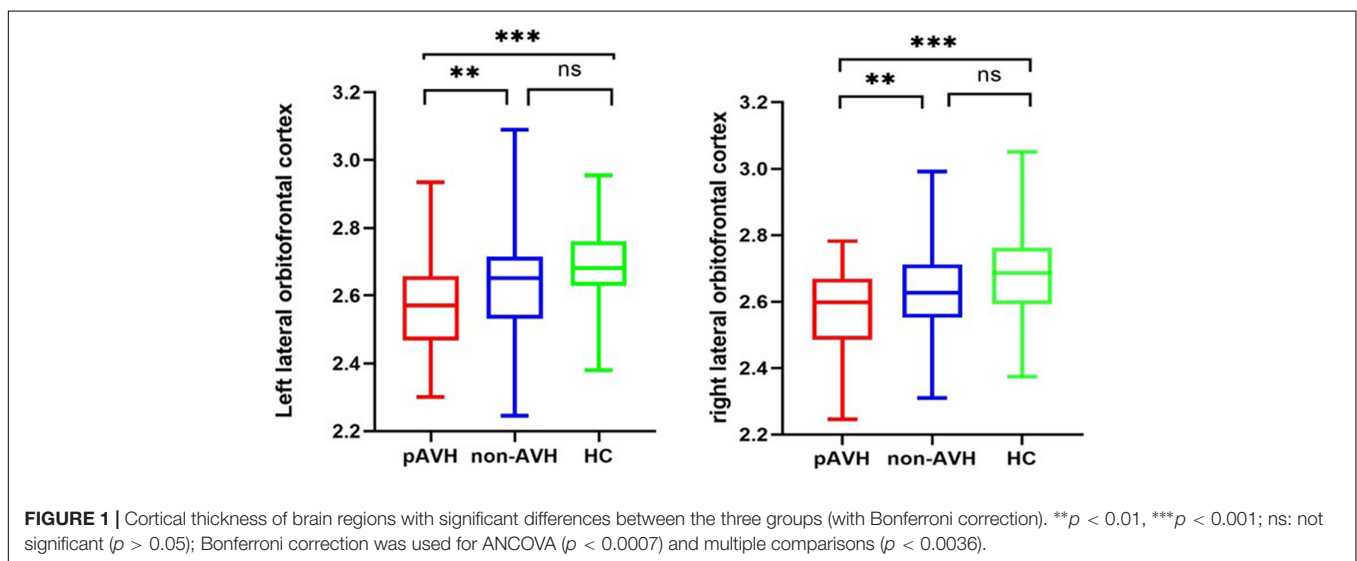 ***
**
ns
3.2
3.0
2.8
2.6
2.4
2.2
Left lateral orbitofrontal cortex
pAVH non-AVH HC
***
**
ns
3.2
3.0
2.8
2.6
2.4
2.2
right lateral orbitofrontal cortex
pAVH non-AVH HC
FIGURE 1 | Cortical thickness of brain regions with significant differences between the three groups (with Bonferroni correction). **p < 0.01, ***p < 0.001; ns: not
significant (p > 0.05); Bonferroni correction was used for ANCOVA (p < 0.0007) and multiple comparisons (p < 0.0036).